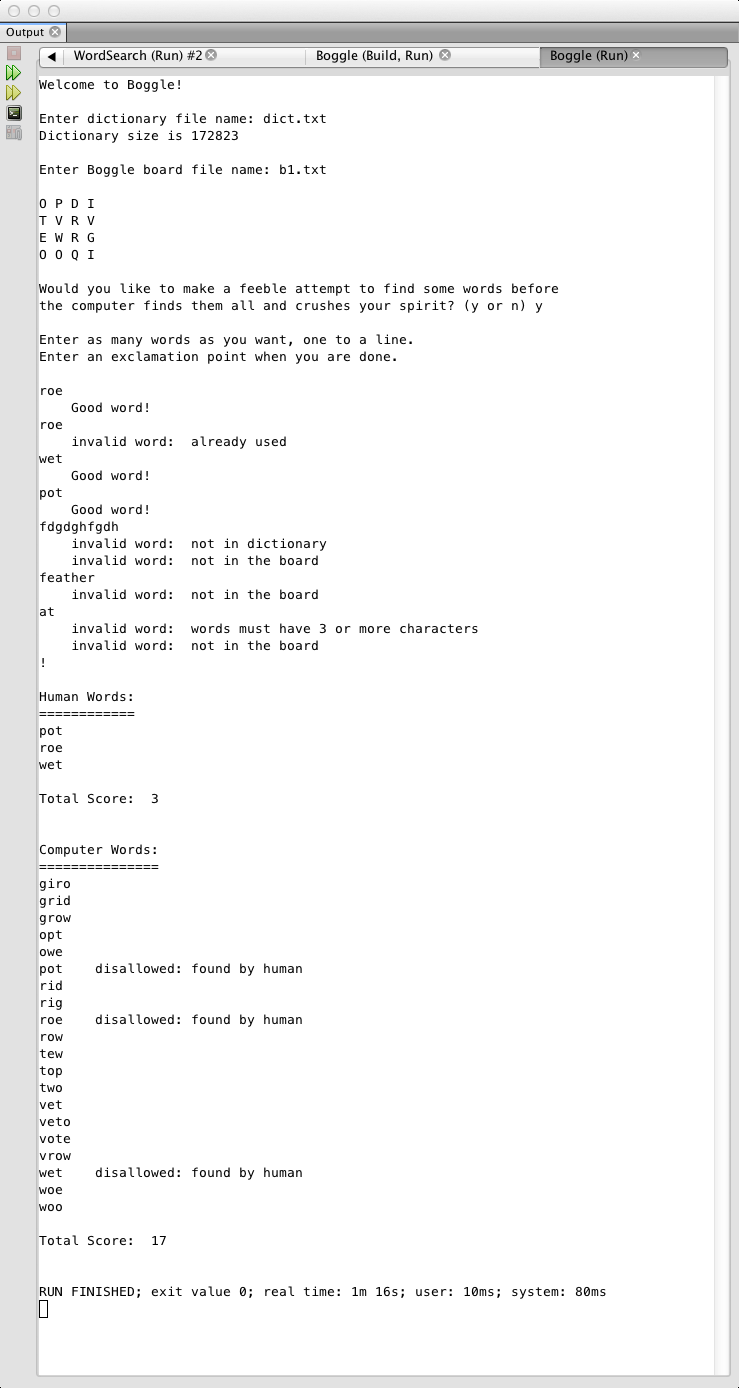 Output
WordSearch (Run) #2 Boggle (Build, Run) Boggle (Run)
Welcome to Boggle!
Enter dictionary file name: dict.txt
Dictionary size is 172823
Enter Boggle board file name: b1.txt
O P D I
T V R V
E W R G
O O Q I
Would you like to make a feeble attempt to find some words before
the computer finds them all and crushes your spirit? (y or n) y
Enter as many words as you want, one to a line.
Enter an exclamation point when you are done.
roe
Good word!
roe
invalid word:  already used
wet
Good word!
pot
Good word!
fdgdghfgdh
invalid word:  not in dictionary
invalid word:  not in the board
feather
invalid word:  not in the board
at
invalid word:  words must have 3 or more characters
invalid word:  not in the board
!
Human Words:
============
pot
roe
wet
Total Score:  3
Computer Words:
===============
giro
grid
grow
opt
owe
pot    disallowed: found by human
rid
rig
roe    disallowed: found by human
row
tew
top
two
vet
veto
vote
vrow
wet    disallowed: found by human
woe
woo
Total Score:  17
RUN FINISHED; exit value 0; real time: 1m 16s; user: 10ms; system: 80ms